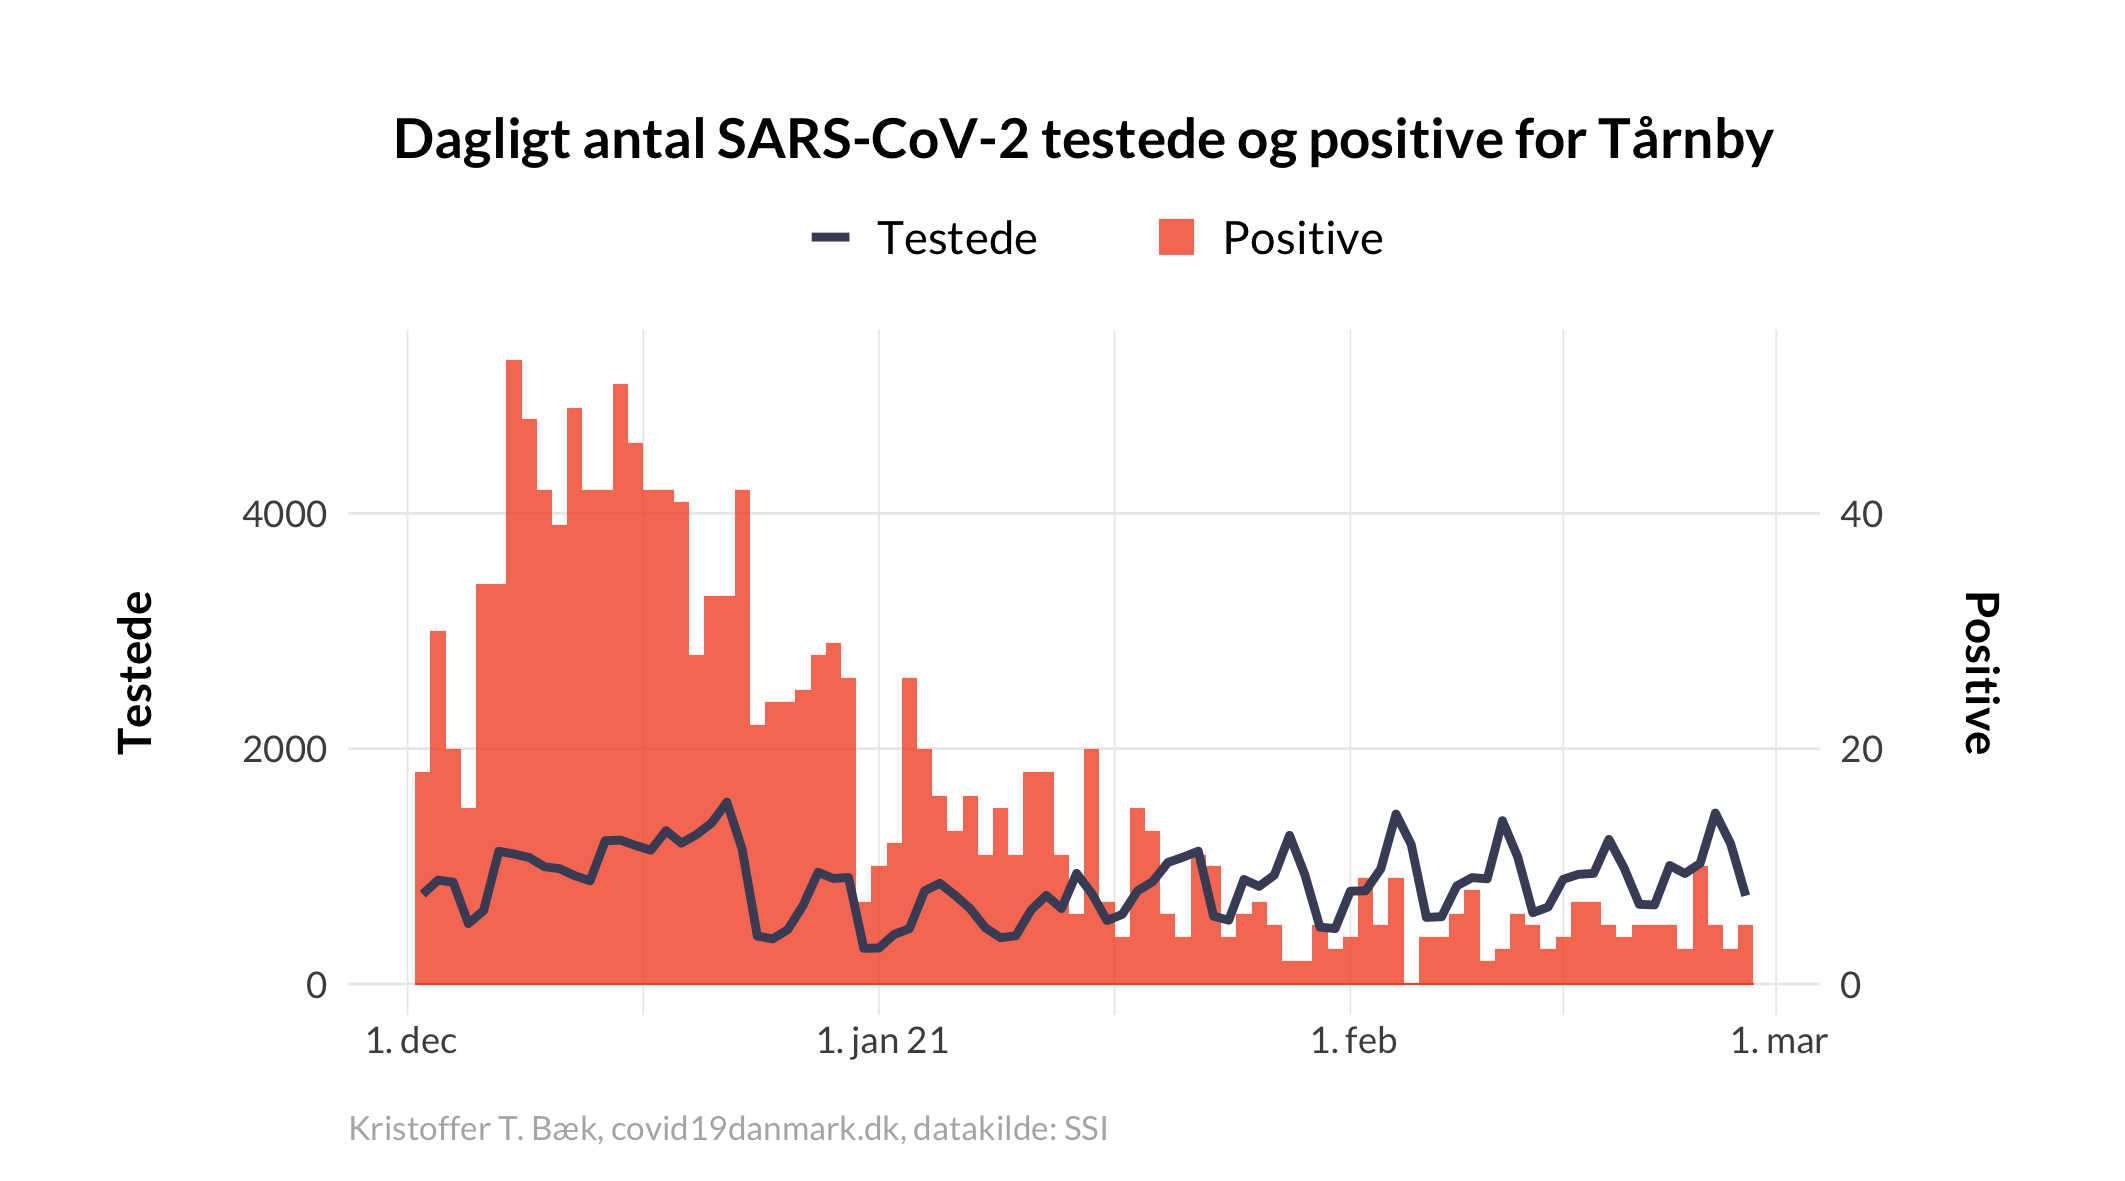 Dagligt antal SARS-CoV-2 testede og positive for Tårnby
Testede
Positive
4000
2000
0
Testede
40
20
0
Positive
1. dec
1. jan 21
1. feb
1. mar
Kristoffer T. Bæk, covid19danmark.dk, datakilde: SSI